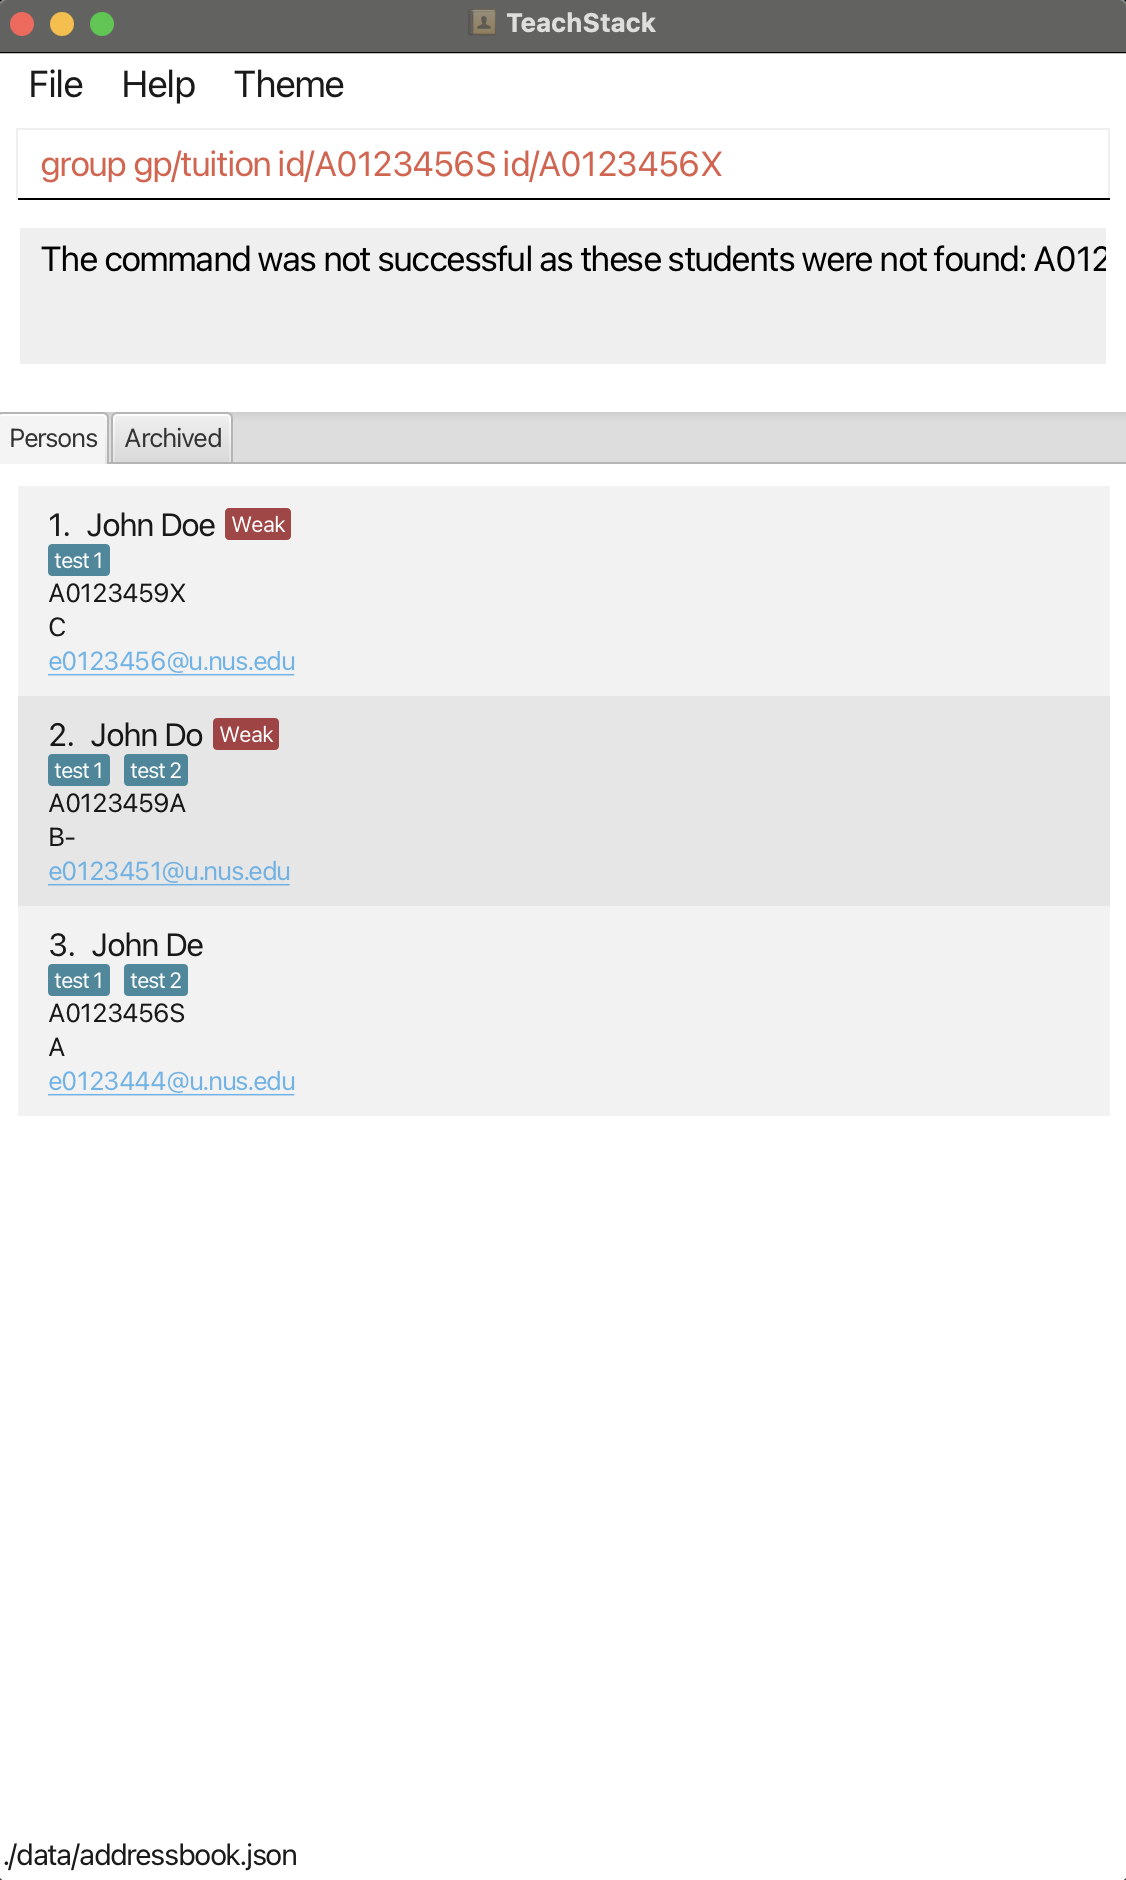 TeachStack
File Help Theme
group gp/tuition id/A0123456S id/A0123456X
The command was not successful as these students were not found: A012
Persons Archived
1. John Doe Weak
test 1
A0123459X
C
e0123456@u.nus.edu
2. John Do Weak
test 1 test 2
A0123459A
B-
e0123451@u.nus.edu
3. John De
test 1 test 2
A0123456S
A
e0123444@u.nus.edu
./data/addressbook.json